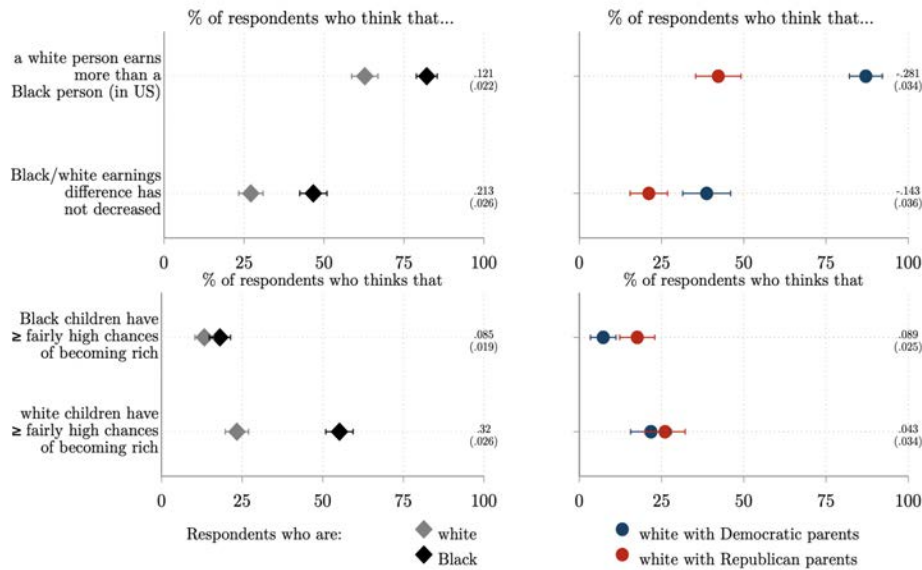 % of respondents who think that...
% of respondents who think that...
a white person earns
more than a
Black person (in US)
.121
(.022)
-.281
(.034)
Black/white earnings
difference has
not decreased
.213
(.026)
-.143
(.036)
0 25 50 75 100
0 25 50 75 100
% of respondents who thinks that
% of respondents who thinks that
Black children have
≥ fairly high chances
of becoming rich
.085
(.019)
.089
(.025)
white children have
≥ fairly high chances
of becoming rich
.32
(.026)
.043
(.034)
0 25 50 75 100
0 25 50 75 100
Respondents who are:
white
Black
white with Democratic parents
white with Republican parents